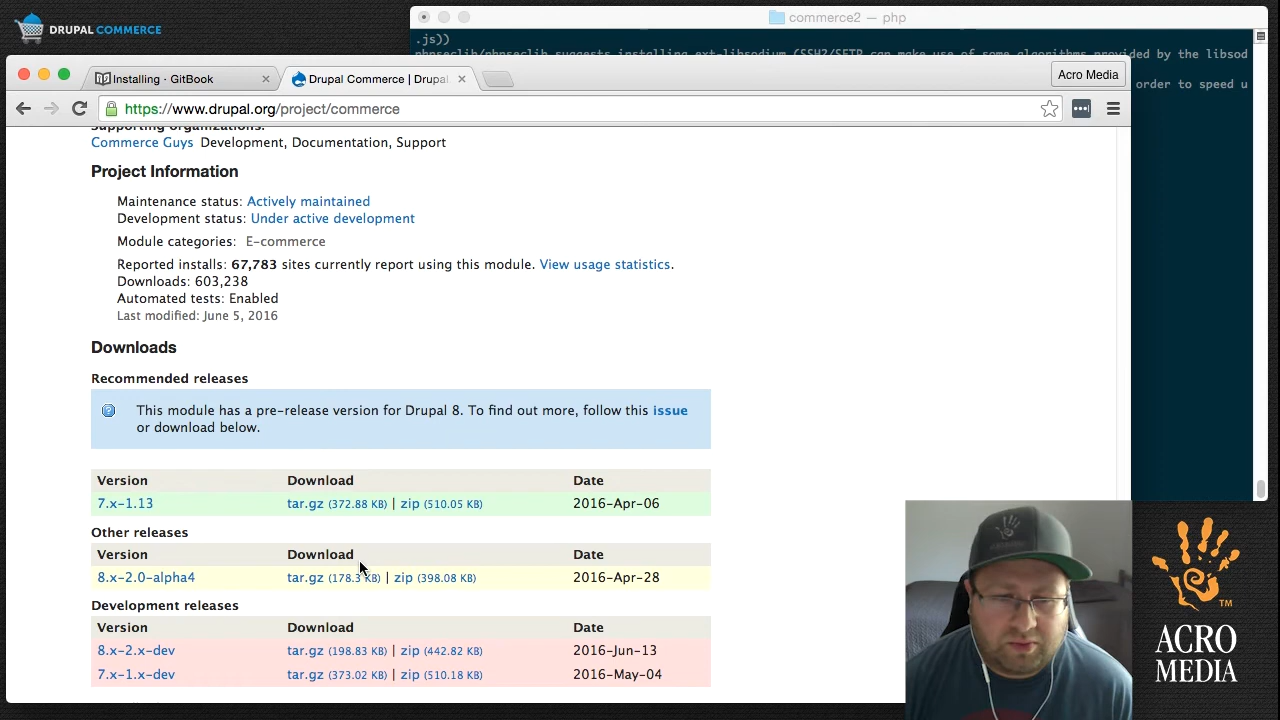 DRUPAL COMMERCE
commerce2 — php
.js))
phpseclib/phpseclib suggests installing ext-libsodium (SSH2/SFTP can make use of some algorithms provided by the libsod
order to speed u
Installing · GitBook
Drupal Commerce | Drupal
Acro Media
https://www.drupal.org/project/commerce
Supporting organizations:
Commerce Guys Development, Documentation, Support
Project Information
Maintenance status: Actively maintained
Development status: Under active development
Module categories: E-commerce
Reported installs: 67,783 sites currently report using this module. View usage statistics.
Downloads: 603,238
Automated tests: Enabled
Last modified: June 5, 2016
Downloads
Recommended releases
This module has a pre-release version for Drupal 8. To find out more, follow this issue
or download below.
Version Download Date
7.x-1.13 tar.gz (372.88 KB) | zip (510.05 KB) 2016-Apr-06
Other releases
Version Download Date
8.x-2.0-alpha4 tar.gz (178.3 KB) | zip (398.08 KB) 2016-Apr-28
Development releases
Version Download Date
8.x-2.x-dev tar.gz (198.83 KB) | zip (442.82 KB) 2016-Jun-13
7.x-1.x-dev tar.gz (373.02 KB) | zip (510.18 KB) 2016-May-04
TM
ACRO
MEDIA